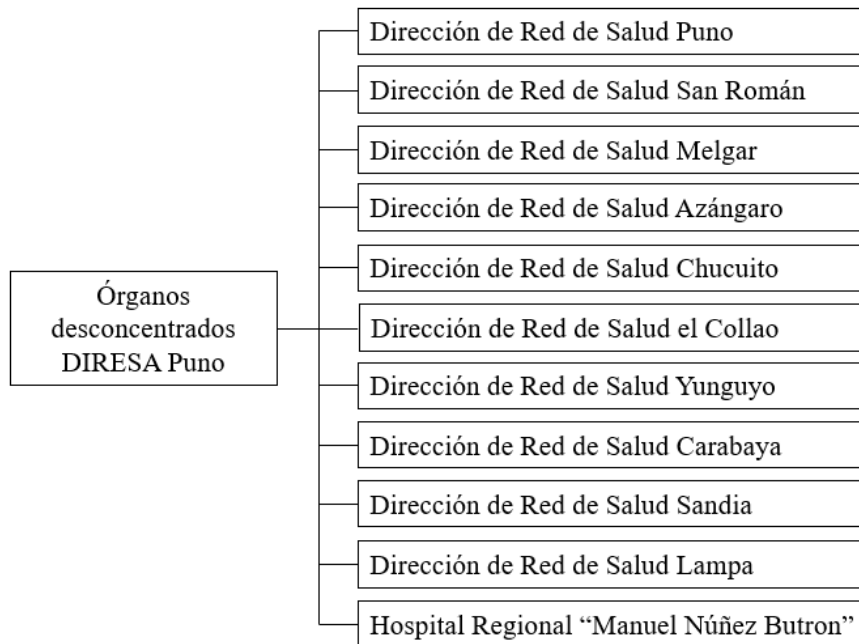 Órganos
desconcentrados
DIRESA Puno
Dirección de Red de Salud Puno
Dirección de Red de Salud San Román
Dirección de Red de Salud Melgar
Dirección de Red de Salud Azángaro
Dirección de Red de Salud Chucuito
Dirección de Red de Salud el Collao
Dirección de Red de Salud Yunguyo
Dirección de Red de Salud Carabaya
Dirección de Red de Salud Sandia
Dirección de Red de Salud Lampa
Hospital Regional “Manuel Núñez Butron”